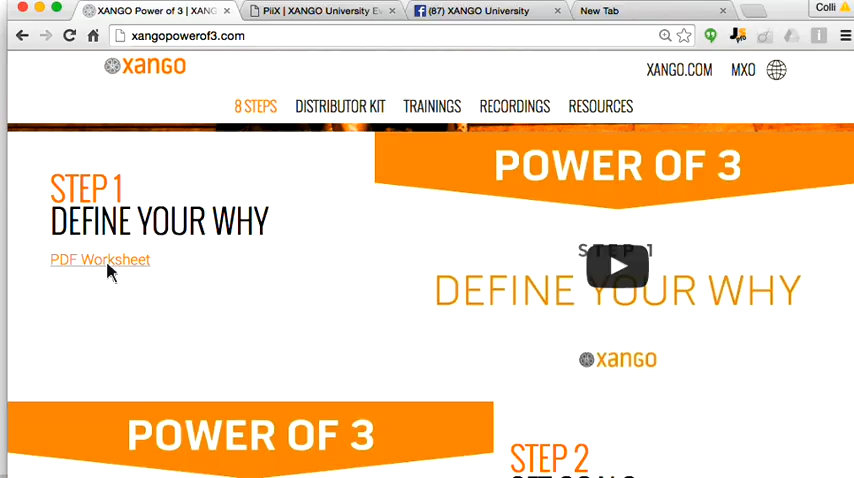 XANGO Power of 3 | XANG
PiiX | XANGO University Ev
(87) XANGO University
New Tab
Colli
xangopowerof3.com
xango
XANGO.COM
MXO
8 STEPS
DISTRIBUTOR KIT
TRAININGS
RECORDINGS
RESOURCES
STEP 1
DEFINE YOUR WHY
PDF Worksheet
POWER OF 3
STEP 1
DEFINE YOUR WHY
xango
POWER OF 3
STEP 2